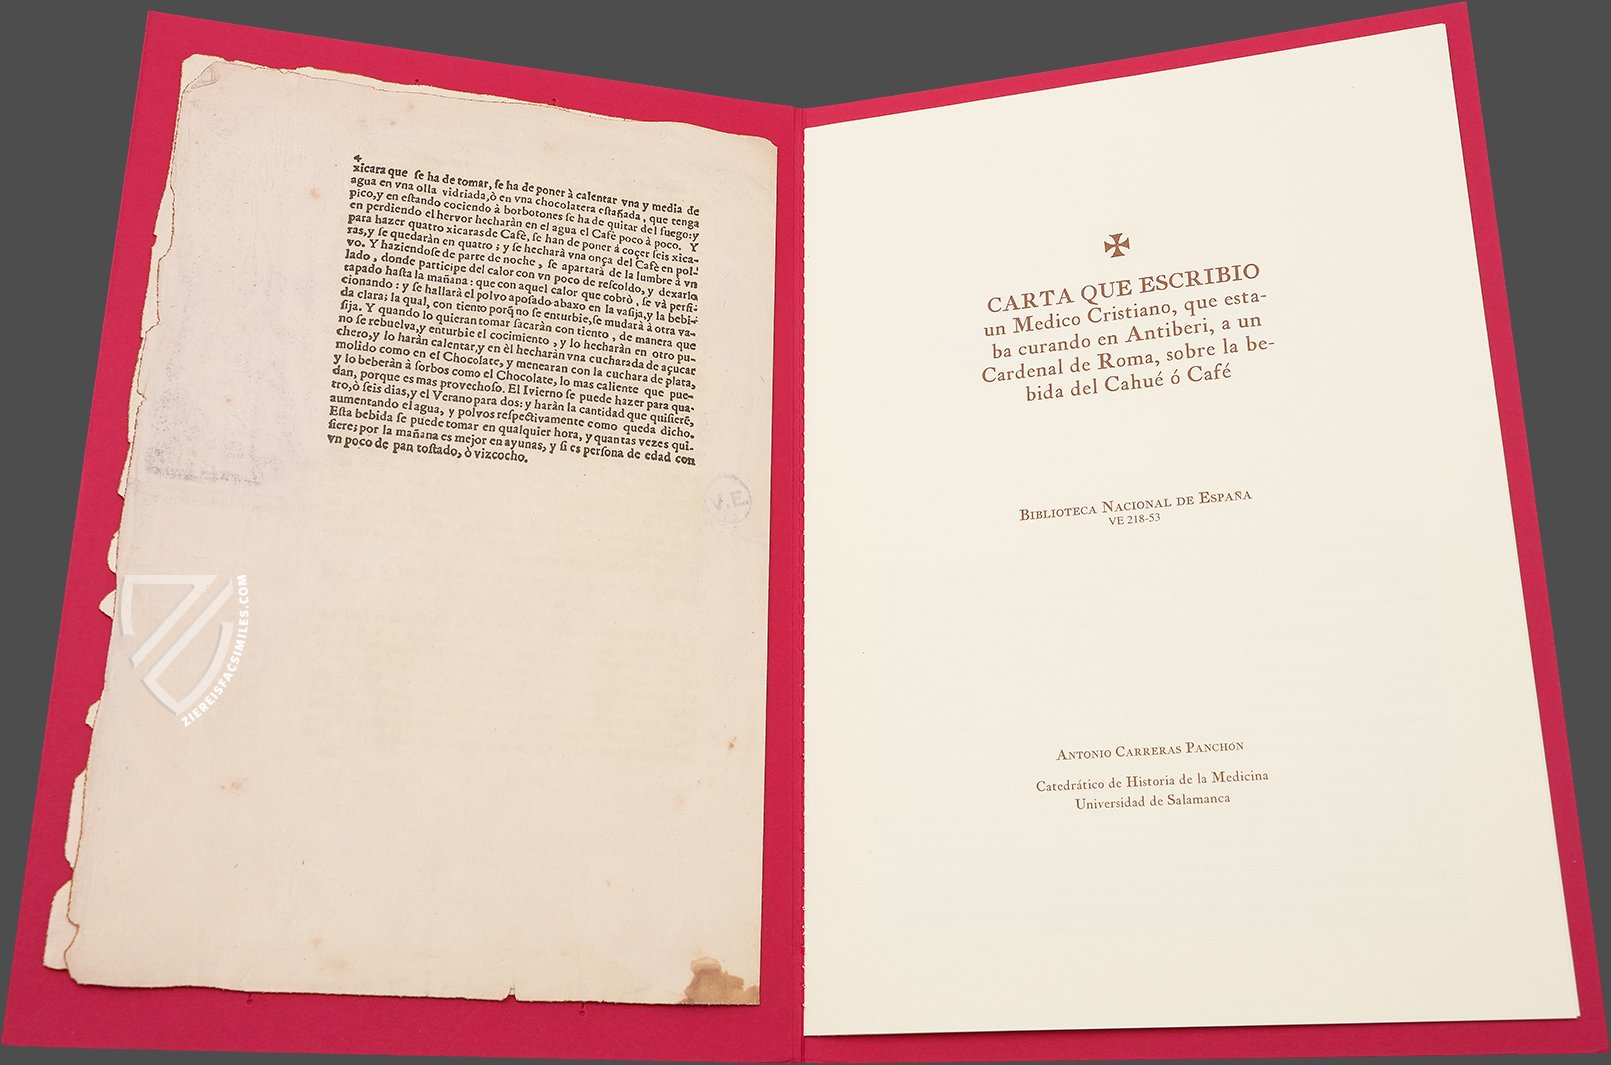 4
xicara que ſe ha de tomar, ſe ha de poner à calentar vna y media de
agua en vna olla vidriada, ò en vna chocolatera eſtañada, que tenga
pico, y en eſtando cociendo à borbotones ſe ha de quitar del fuego: y
en perdiendo el hervor hecharàn en el agua el Cafè poco à poco. Y
para hazer quatro xicaras de Cafè, ſe han de poner à coçer ſeis xica-
ras, y ſe quedaràn en quatro; y ſe hecharà vna onça del Cafè en pol-
vo. Y haziendoſe de parte de noche, ſe apartarà de la lumbre à vn
lado, donde participe del calor con vn poco de reſcoldo, y dexarlo
tapado haſta la mañana: que con aquel calor que cobrò, ſe và perfi-
cionando: y ſe hallarà el polvo apoſado abaxo en la vaſija, y la bebi-
da clara; la qual, con tiento porq̃ no ſe enturbie, ſe mudarà à otra va-
ſija. Y quando lo quieran tomar ſacaràn con tiento, de manera que
no ſe rebuelva, y enturbie el cocimiento, y lo hecharàn en otro pu-
chero, y lo haràn calentar, y en èl hecharàn vna cucharada de açucar
molido como en el Chocolate, y menearan con la cuchara de plata,
y lo beberàn à ſorbos como el Chocolate, lo mas caliente que pue-
dan, porque es mas provechoſo. El Ivierno ſe puede hazer para qua-
tro, ò ſeis dias, y el Verano para dos: y haràn la cantidad que quiſierẽ,
aumentando el agua, y polvos reſpectivamente como queda dicho.
Eſta bebida ſe puede tomar en qualquier hora, y quantas vezes qui-
ſiere; por la mañana es mejor en ayunas, y ſi es perſona de edad con
vn poco de pan toſtado, ò vizcocho.
V.E.
ZIEREISFACSIMILES.COM
CARTA QUE ESCRIBIO
un Medico Cristiano, que esta-
ba curando en Antiberi, a un
Cardenal de Roma, sobre la be-
bida del Cahué ó Café
BIBLIOTECA NACIONAL DE ESPAÑA
VE 218-53
ANTONIO CARRERAS PANCHÓN
Catedrático de Historia de la Medicina
Universidad de Salamanca